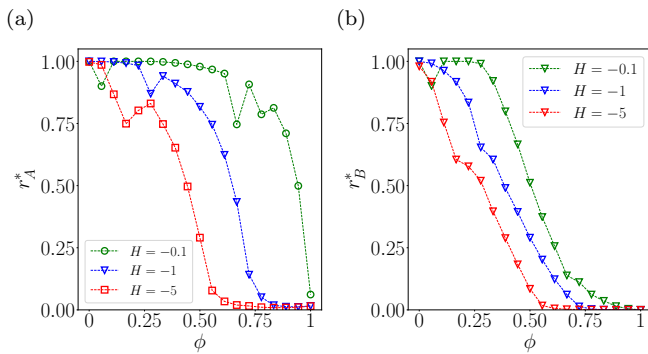 (a)
(b)
1.00
0.75
0.50
0.25
0.00
r*_A
H = −0.1
H = −1
H = −5
0
0.25
0.50
0.75
1
ϕ
1.00
0.75
0.50
0.25
0.00
r*_B
H = −0.1
H = −1
H = −5
0
0.25
0.50
0.75
1
ϕ